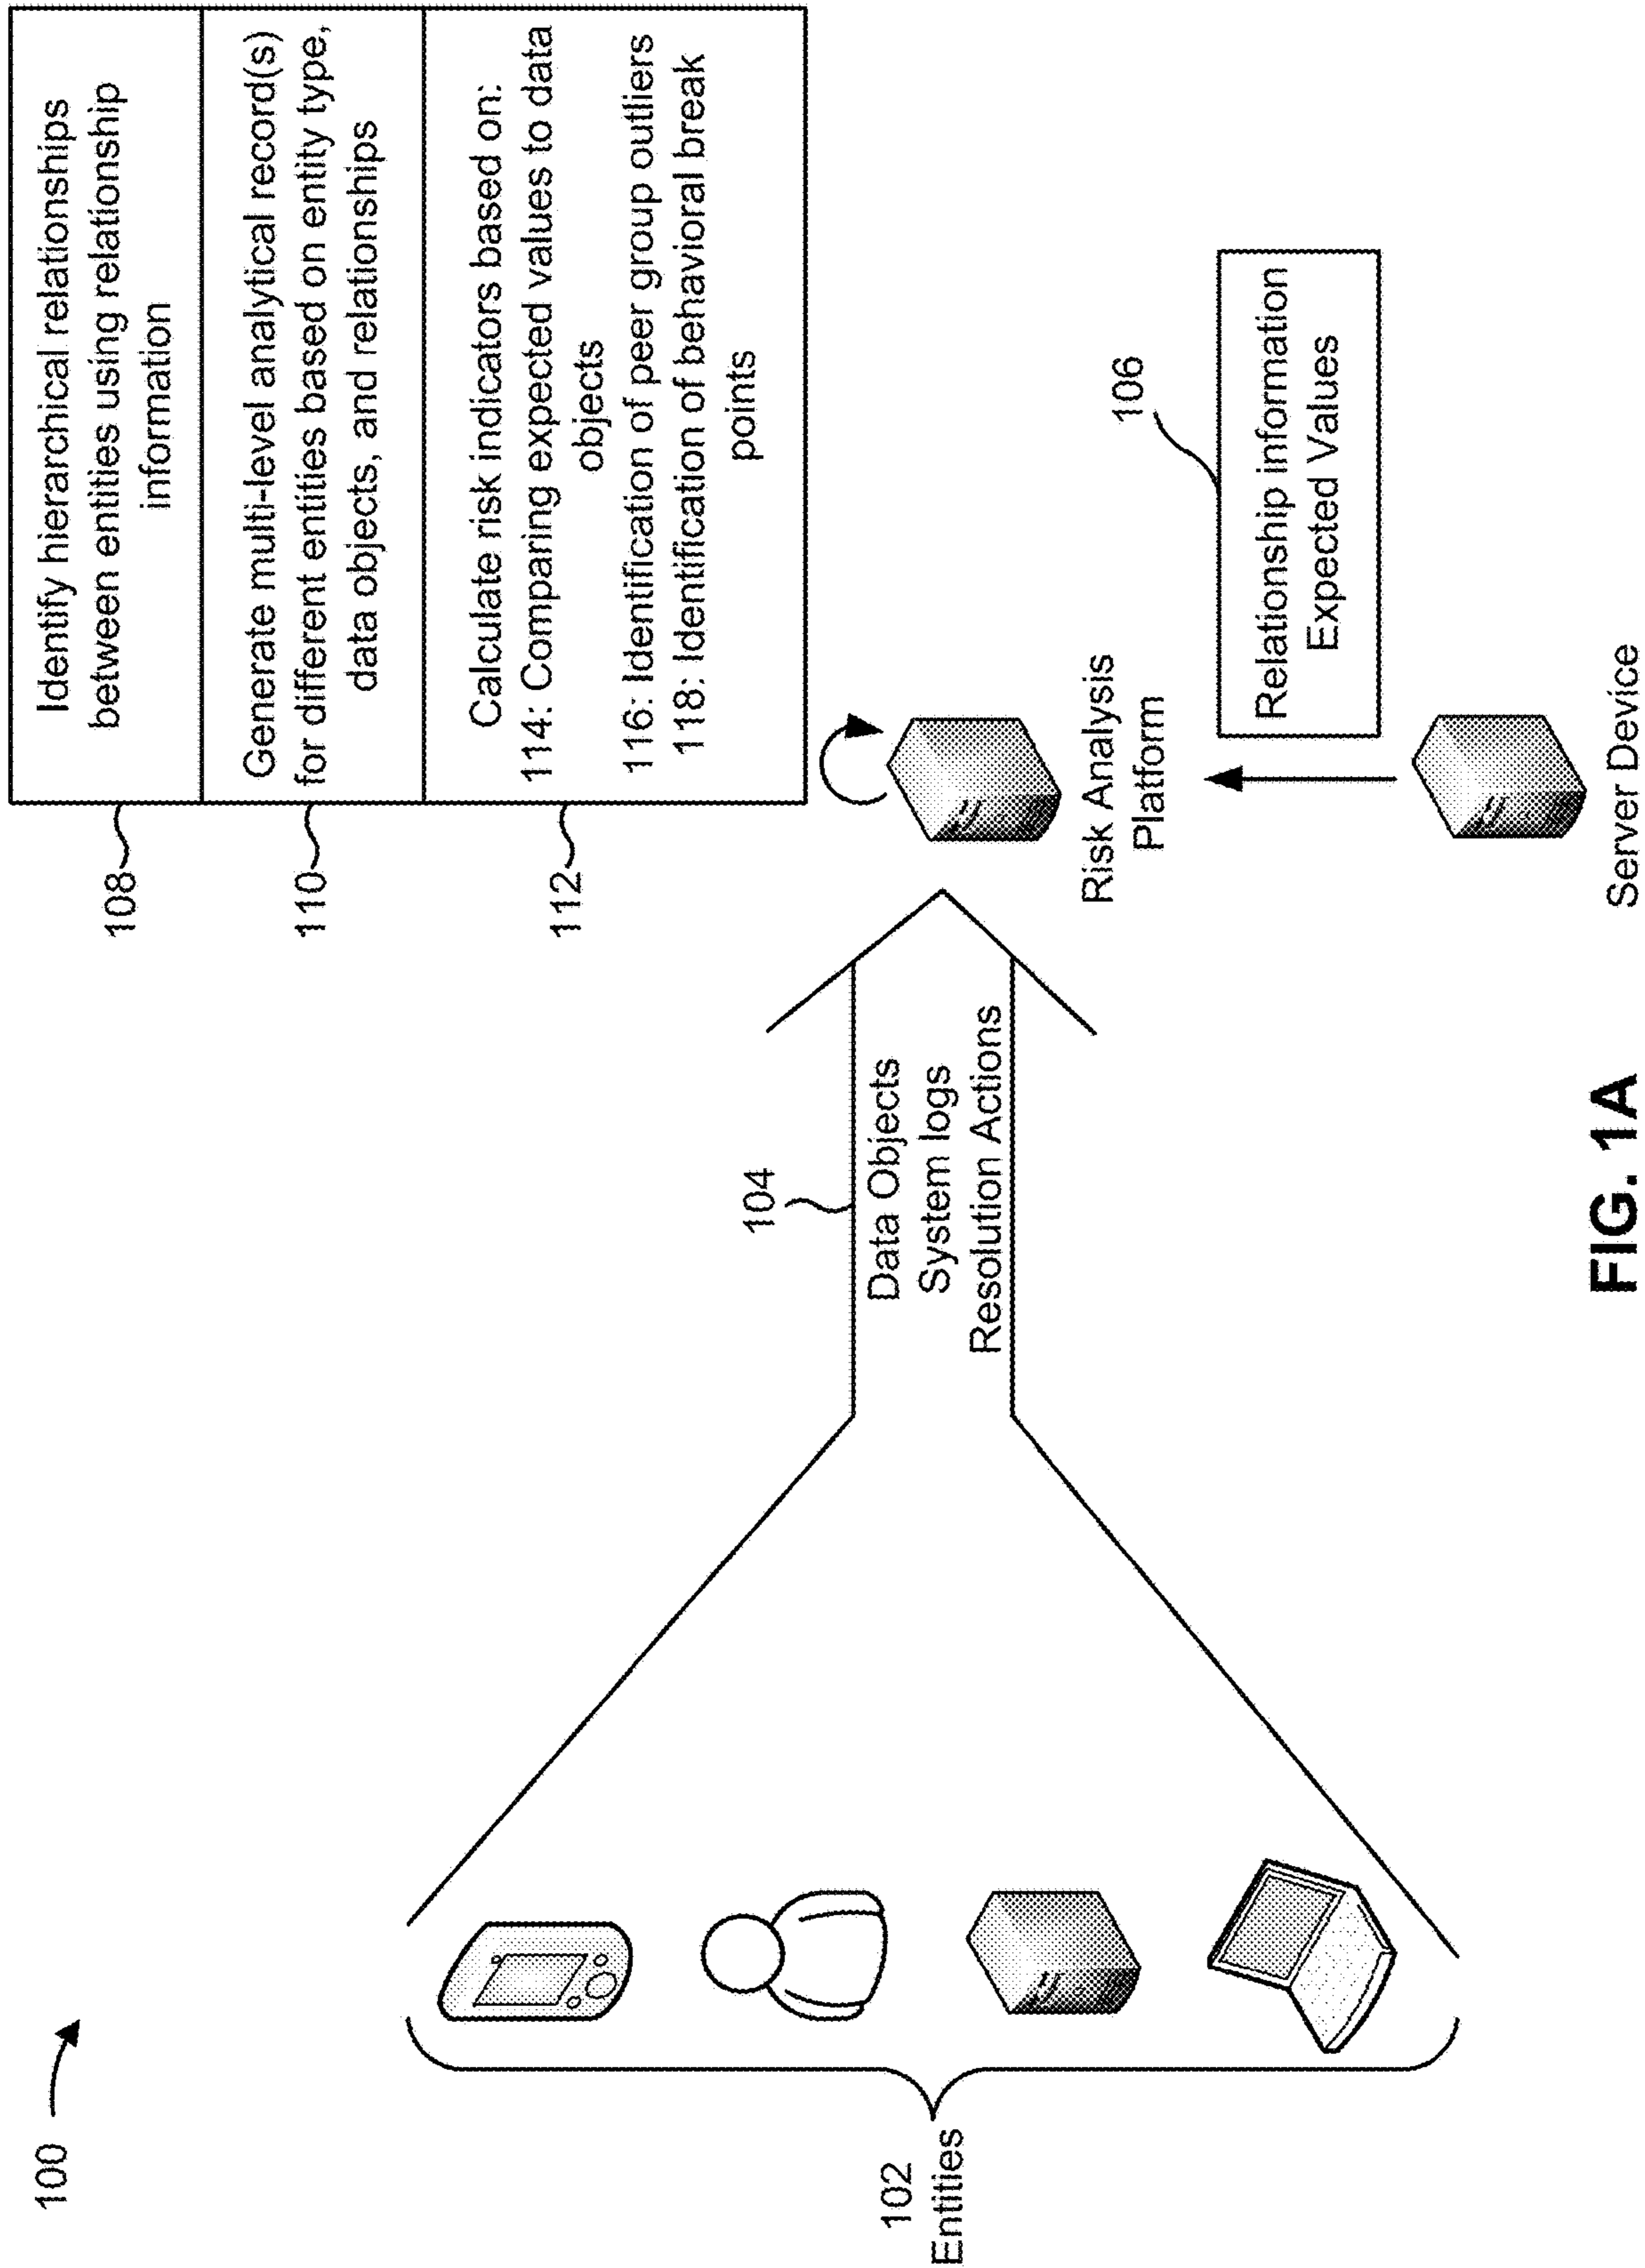 100
102
Entities
104
Data Objects
System logs
Resolution Actions
108
Identify hierarchical relationships
between entities using relationship
information
110
Generate multi-level analytical record(s)
for different entities based on entity type,
data objects, and relationships
112
Calculate risk indicators based on:
114: Comparing expected values to data
objects
116: Identification of peer group outliers
118: Identification of behavioral break
points
Risk Analysis
Platform
106
Relationship information
Expected Values
Server Device
FIG. 1A